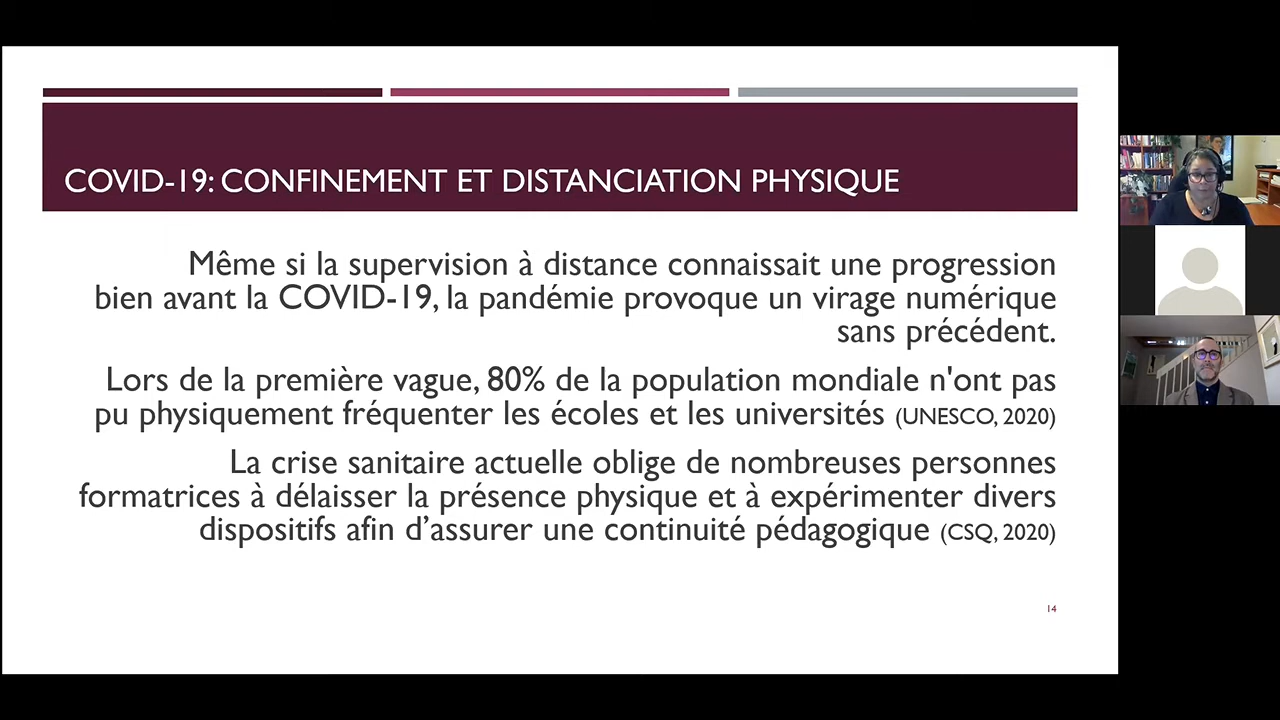 COVID-19: CONFINEMENT ET DISTANCIATION PHYSIQUE
Même si la supervision à distance connaissait une progression
bien avant la COVID-19, la pandémie provoque un virage numérique
sans précédent.
Lors de la première vague, 80% de la population mondiale n'ont pas
pu physiquement fréquenter les écoles et les universités (UNESCO, 2020)
La crise sanitaire actuelle oblige de nombreuses personnes
formatrices à délaisser la présence physique et à expérimenter divers
dispositifs afin d’assurer une continuité pédagogique (CSQ, 2020)
14